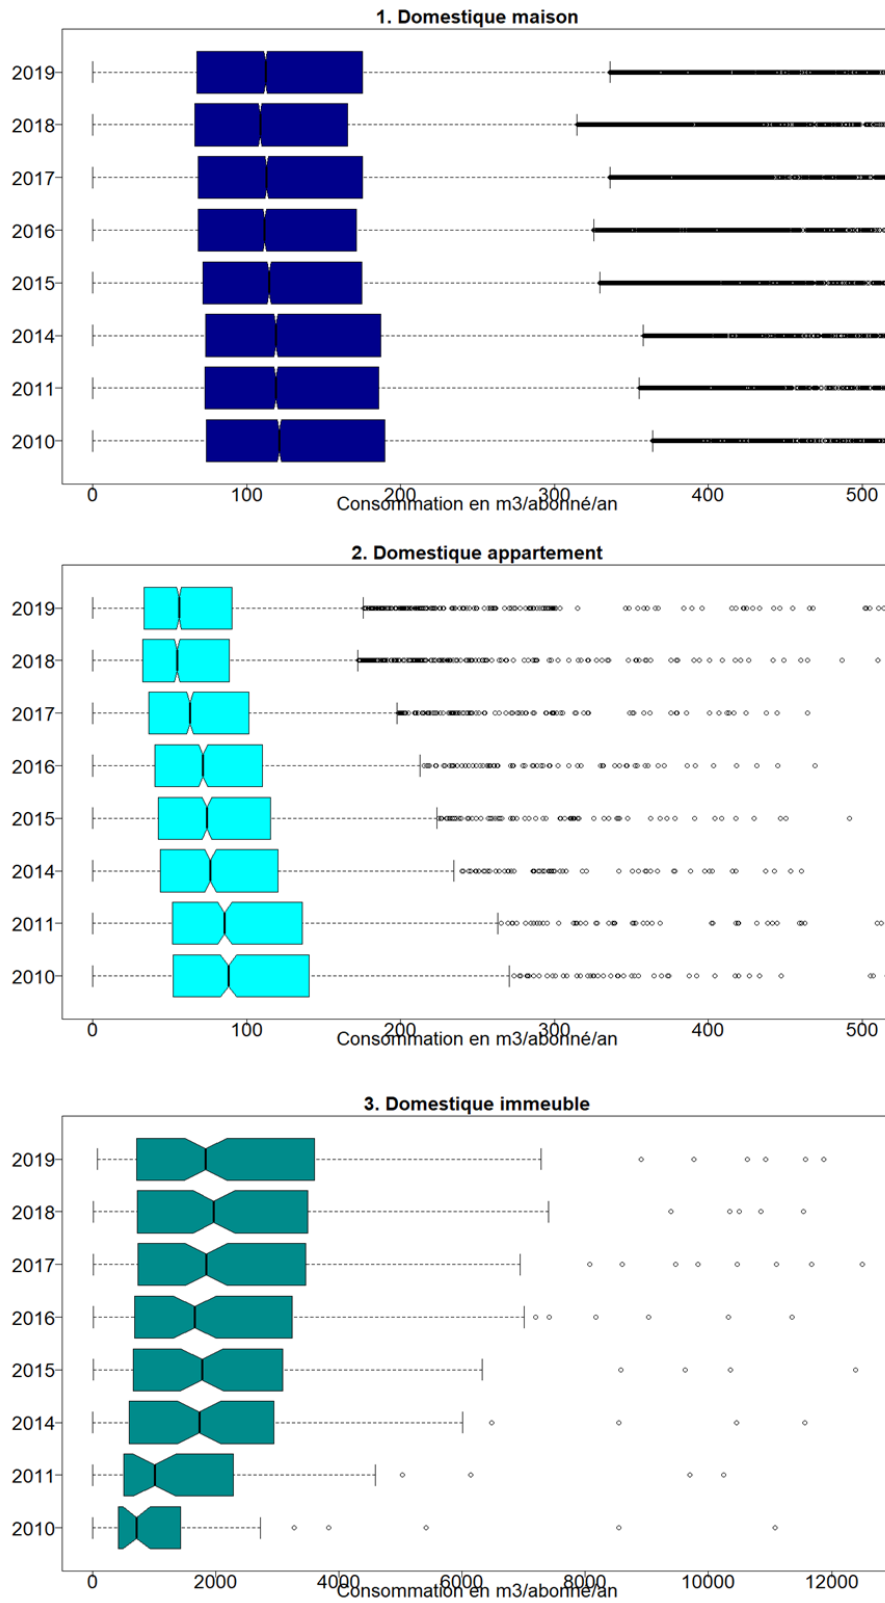 1. Domestique maison
2019
2018
2017
2016
2015
2014
2011
2010
0 100 200 300 400 500
Consommation en m3/abonné/an
2. Domestique appartement
2019
2018
2017
2016
2015
2014
2011
2010
0 100 200 300 400 500
Consommation en m3/abonné/an
3. Domestique immeuble
2019
2018
2017
2016
2015
2014
2011
2010
0 2000 4000 6000 8000 10000 12000
Consommation en m3/abonné/an